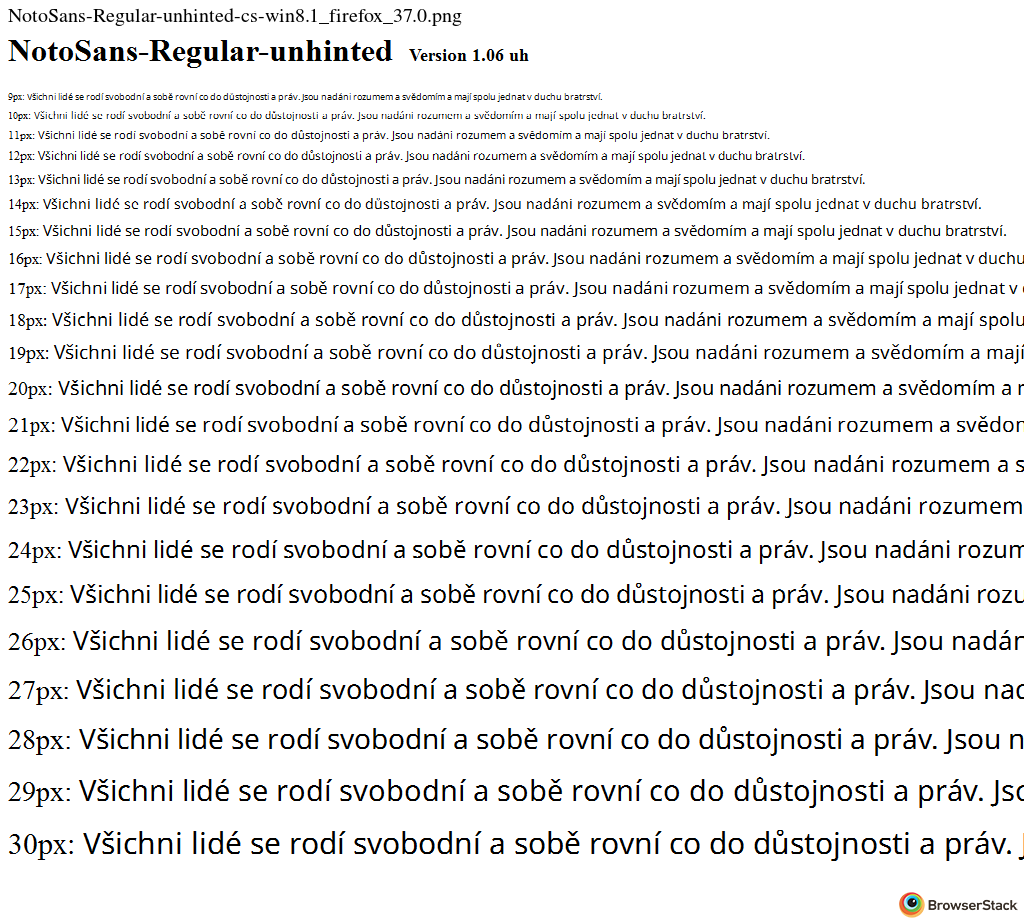 NotoSans-Regular-unhinted-cs-win8.1_firefox_37.0.png
NotoSans-Regular-unhinted Version 1.06 uh
9px: Všichni lidé se rodí svobodní a sobě rovní co do důstojnosti a práv. Jsou nadáni rozumem a svědomím a mají spolu jednat v duchu bratrství.
10px: Všichni lidé se rodí svobodní a sobě rovní co do důstojnosti a práv. Jsou nadáni rozumem a svědomím a mají spolu jednat v duchu bratrství.
11px: Všichni lidé se rodí svobodní a sobě rovní co do důstojnosti a práv. Jsou nadáni rozumem a svědomím a mají spolu jednat v duchu bratrství.
12px: Všichni lidé se rodí svobodní a sobě rovní co do důstojnosti a práv. Jsou nadáni rozumem a svědomím a mají spolu jednat v duchu bratrství.
13px: Všichni lidé se rodí svobodní a sobě rovní co do důstojnosti a práv. Jsou nadáni rozumem a svědomím a mají spolu jednat v duchu bratrství.
14px: Všichni lidé se rodí svobodní a sobě rovní co do důstojnosti a práv. Jsou nadáni rozumem a svědomím a mají spolu jednat v duchu bratrství.
15px: Všichni lidé se rodí svobodní a sobě rovní co do důstojnosti a práv. Jsou nadáni rozumem a svědomím a mají spolu jednat v duchu bratrství.
16px: Všichni lidé se rodí svobodní a sobě rovní co do důstojnosti a práv. Jsou nadáni rozumem a svědomím a mají spolu jednat v duchu
17px: Všichni lidé se rodí svobodní a sobě rovní co do důstojnosti a práv. Jsou nadáni rozumem a svědomím a mají spolu jednat v
18px: Všichni lidé se rodí svobodní a sobě rovní co do důstojnosti a práv. Jsou nadáni rozumem a svědomím a mají spolu
19px: Všichni lidé se rodí svobodní a sobě rovní co do důstojnosti a práv. Jsou nadáni rozumem a svědomím a mají
20px: Všichni lidé se rodí svobodní a sobě rovní co do důstojnosti a práv. Jsou nadáni rozumem a svědomím a
21px: Všichni lidé se rodí svobodní a sobě rovní co do důstojnosti a práv. Jsou nadáni rozumem a svědon
22px: Všichni lidé se rodí svobodní a sobě rovní co do důstojnosti a práv. Jsou nadáni rozumem a s
23px: Všichni lidé se rodí svobodní a sobě rovní co do důstojnosti a práv. Jsou nadáni rozumem
24px: Všichni lidé se rodí svobodní a sobě rovní co do důstojnosti a práv. Jsou nadáni rozum
25px: Všichni lidé se rodí svobodní a sobě rovní co do důstojnosti a práv. Jsou nadáni rozu
26px: Všichni lidé se rodí svobodní a sobě rovní co do důstojnosti a práv. Jsou nadán
27px: Všichni lidé se rodí svobodní a sobě rovní co do důstojnosti a práv. Jsou nad
28px: Všichni lidé se rodí svobodní a sobě rovní co do důstojnosti a práv. Jsou n
29px: Všichni lidé se rodí svobodní a sobě rovní co do důstojnosti a práv. Jso
30px: Všichni lidé se rodí svobodní a sobě rovní co do důstojnosti a práv. J
BrowserStack